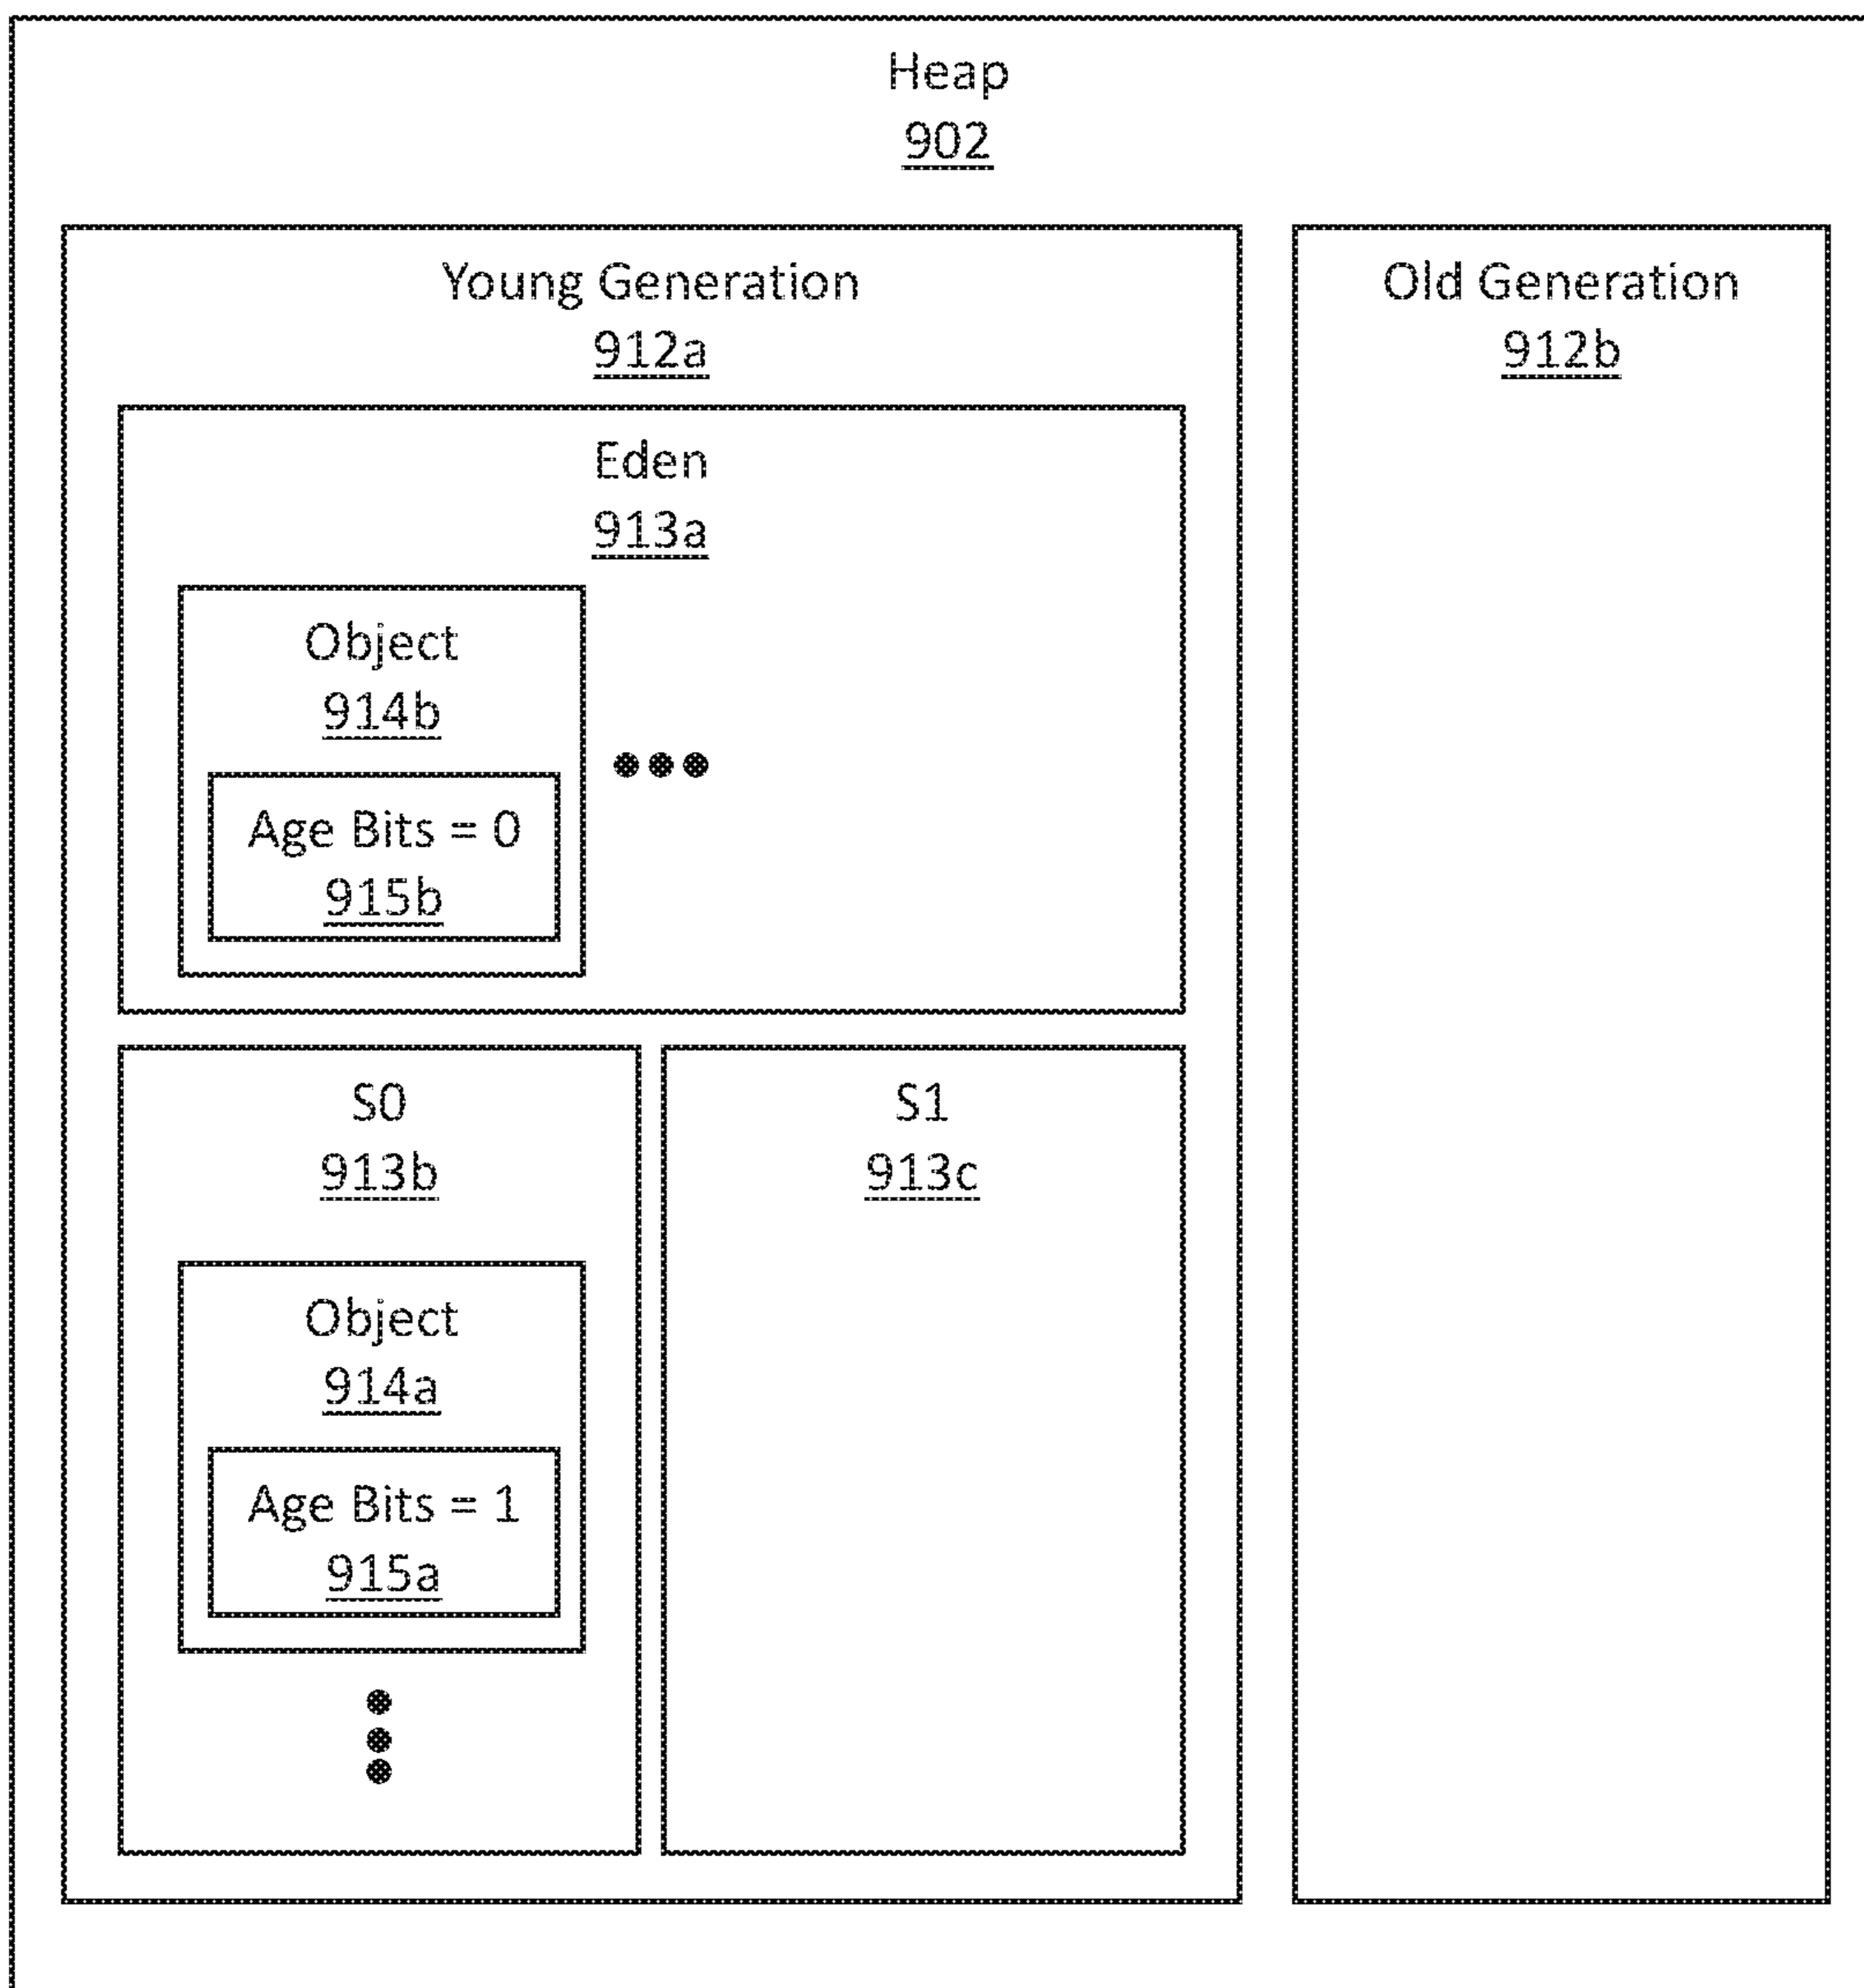 Heap
902
Young Generation
912a
Old Generation
912b
Eden
913a
Object
914b
Age Bits = 0
915b
S0
913b
S1
913c
Object
914a
Age Bits = 1
915a